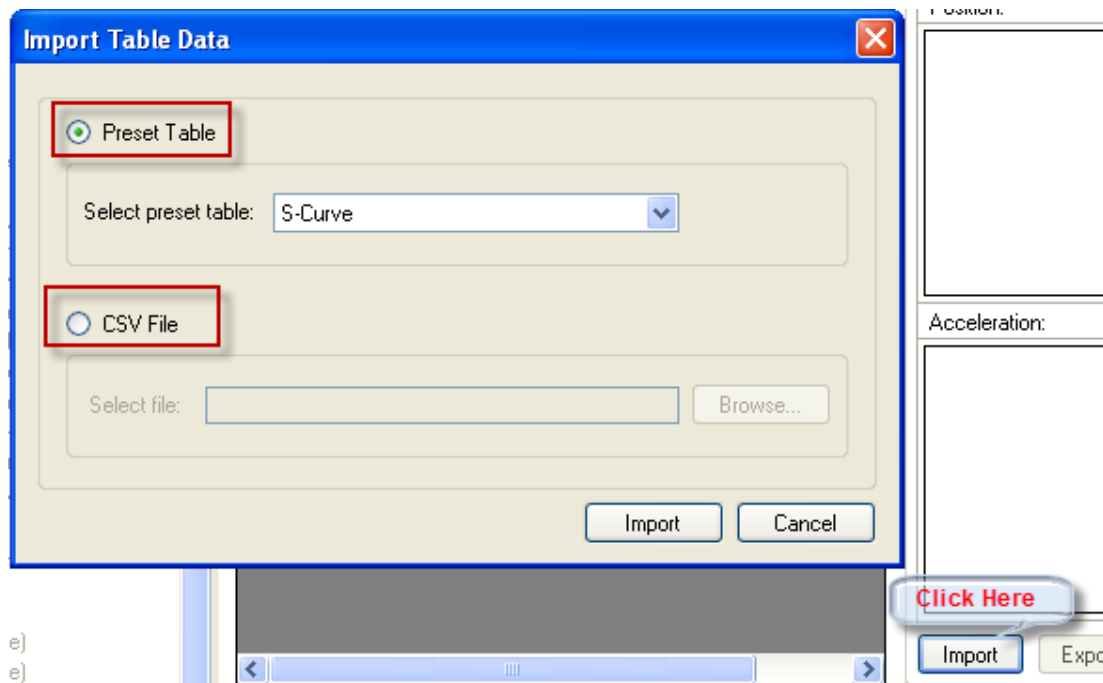 Import Table Data
Preset Table
Select preset table: S-Curve
CSV File
Select file: Browse...
Import Cancel
Position:
Acceleration:
Click Here
Import
e)
e)